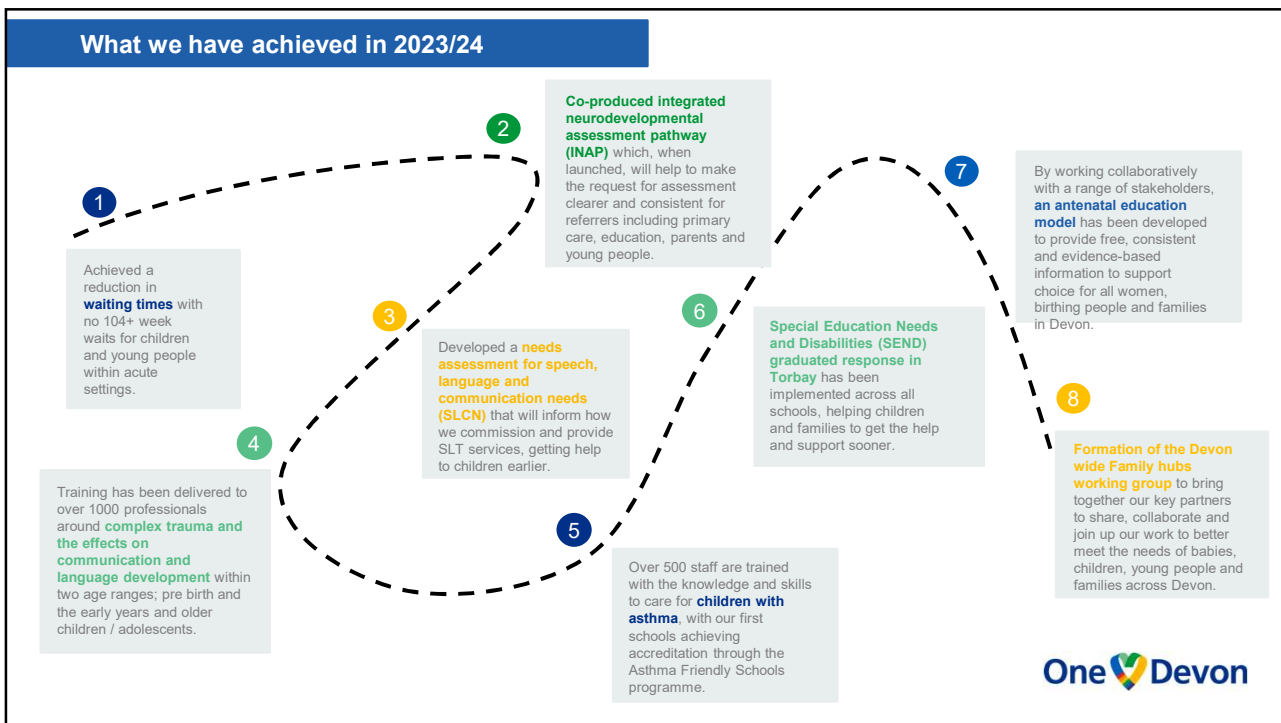 What we have achieved in 2023/24
1
Achieved a
reduction in
waiting times with
no 104+ week
waits for children
and young people
within acute
settings.
2
Co-produced integrated
neurodevelopmental
assessment pathway
(INAP) which, when
launched, will help to make
the request for assessment
clearer and consistent for
referrers including primary
care, education, parents and
young people.
3
Developed a needs
assessment for speech,
language and
communication needs
(SLCN) that will inform how
we commission and provide
SLT services, getting help
to children earlier.
4
Training has been delivered to
over 1000 professionals
around complex trauma and
the effects on
communication and
language development within
two age ranges; pre birth and
the early years and older
children / adolescents.
5
Over 500 staff are trained
with the knowledge and skills
to care for children with
asthma, with our first
schools achieving
accreditation through the
Asthma Friendly Schools
programme.
6
Special Education Needs
and Disabilities (SEND)
graduated response in
Torbay has been
implemented across all
schools, helping children
and families to get the help
and support sooner.
7
By working collaboratively
with a range of stakeholders,
an antenatal education
model has been developed
to provide free, consistent
and evidence-based
information to support
choice for all women,
birthing people and families
in Devon.
8
Formation of the Devon
wide Family hubs
working group to bring
together our key partners
to share, collaborate and
join up our work to better
meet the needs of babies,
children, young people and
families across Devon.
One Devon